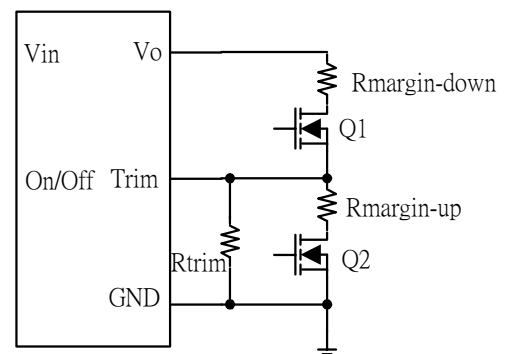 Vin
Vo
Rmargin-down
Q1
On/Off
Trim
Rmargin-up
Rtrim
Q2
GND